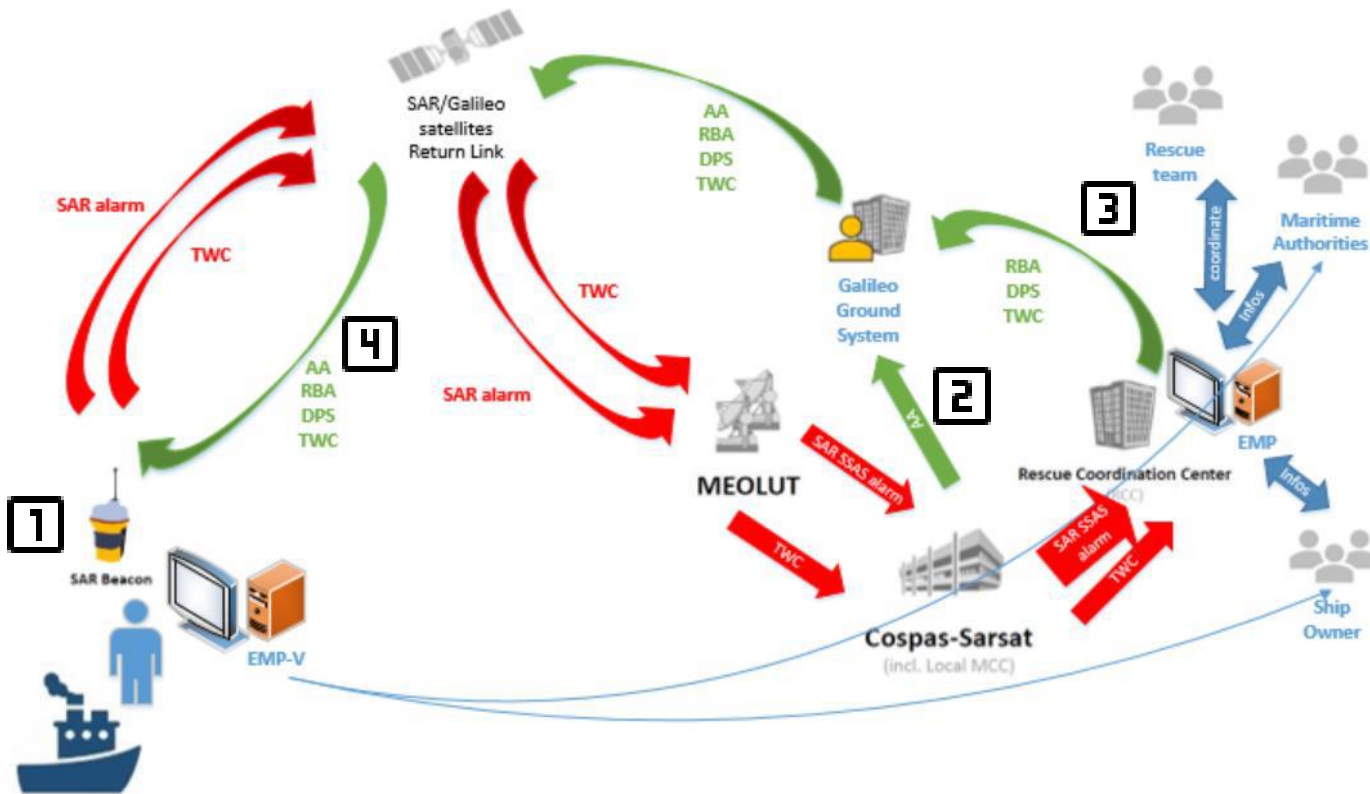 SAR/Galileo
satellites
Return Link
SAR alarm
TWC
AA
RBA
DPS
TWC
4
AA
RBA
DPS
TWC
TWC
SAR alarm
Galileo
Ground
System
RBA
DPS
TWC
3
Rescue
team
Maritime
Authorities
coordinate
Infos
2
AA
MEOLUT
SAR SSAS alarm
TWC
Rescue Coordination Center
(RCC)
EMP
Infos
SAR SSAS
alarm
TWC
Cospas-Sarsat
(incl. Local MCC)
Ship
Owner
1
SAR Beacon
EMP-V